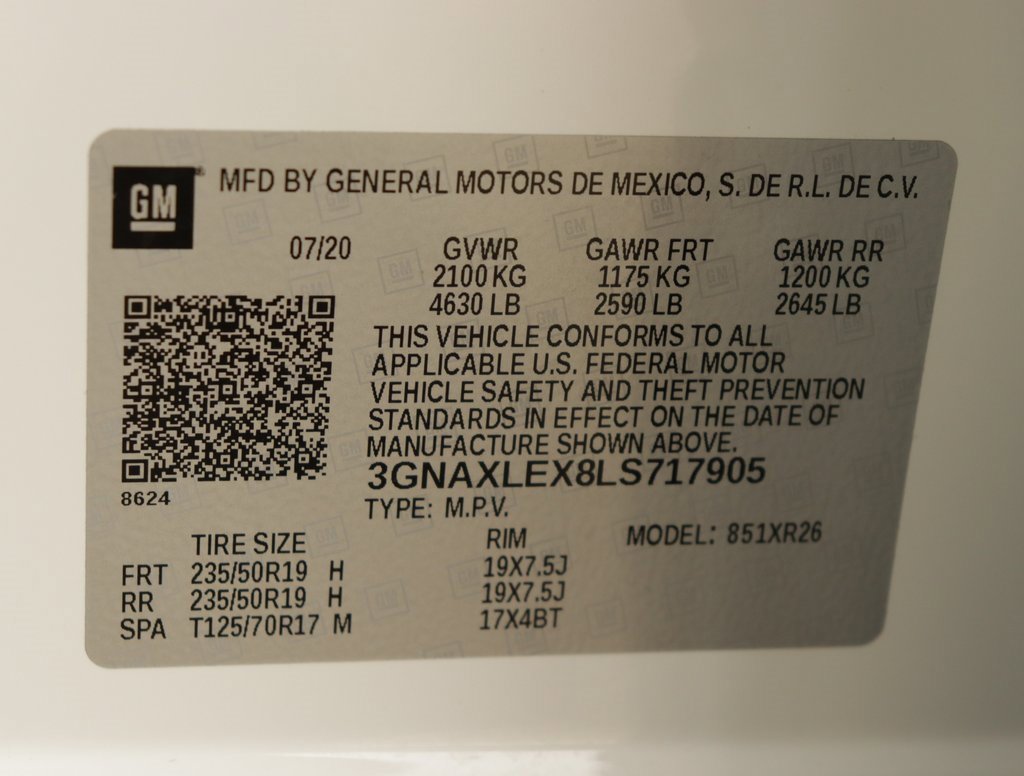 GM
MFD BY GENERAL MOTORS DE MEXICO, S. DE R.L. DE C.V.
07/20 GVWR GAWR FRT GAWR RR
2100 KG 1175 KG 1200 KG
4630 LB 2590 LB 2645 LB
THIS VEHICLE CONFORMS TO ALL
APPLICABLE U.S. FEDERAL MOTOR
VEHICLE SAFETY AND THEFT PREVENTION
STANDARDS IN EFFECT ON THE DATE OF
MANUFACTURE SHOWN ABOVE.
3GNAXLEX8LS717905
8624
TYPE: M.P.V.
TIRE SIZE RIM MODEL: 851XR26
FRT 235/50R19 H 19X7.5J
RR 235/50R19 H 19X7.5J
SPA T125/70R17 M 17X4BT